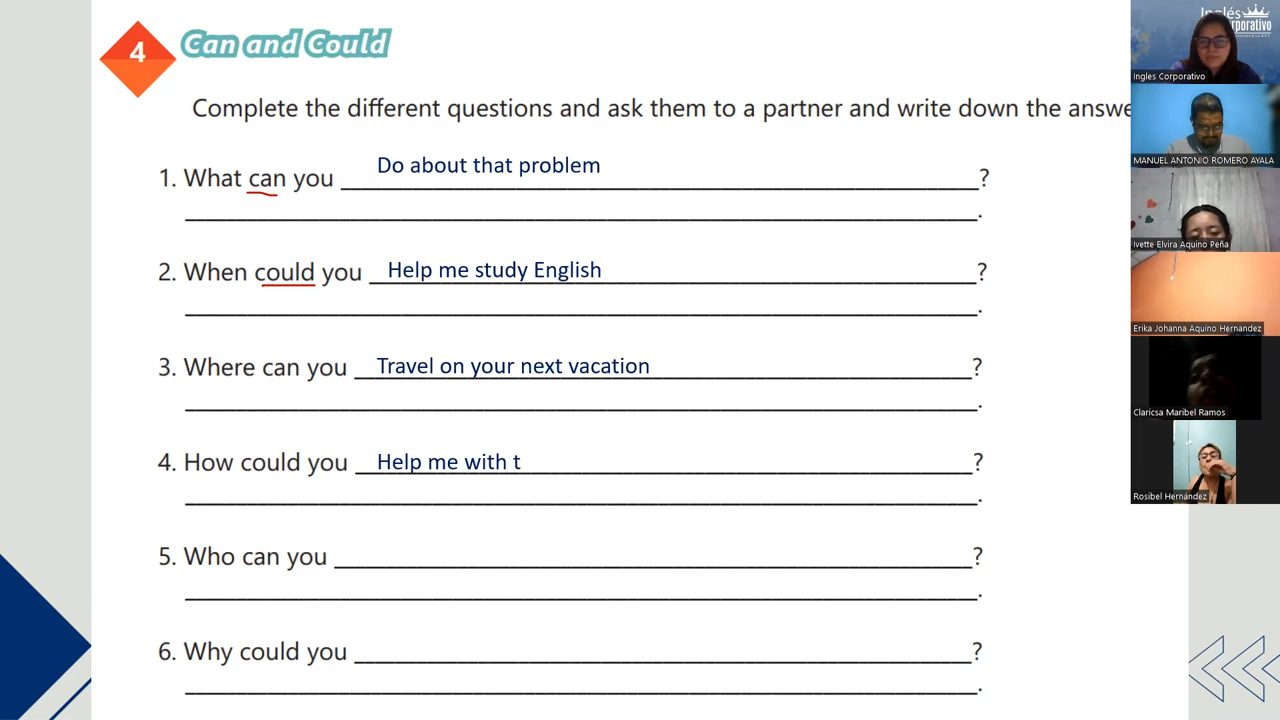 4
Can and Could
Complete the different questions and ask them to a partner and write down the answe
1. What can you Do about that problem ?
.
2. When could you Help me study English ?
.
3. Where can you Travel on your next vacation ?
.
4. How could you Help me with t ?
.
5. Who can you ?
.
6. Why could you ?
.
Inglés
Corporativo
Ingles Corporativo
MANUEL ANTONIO ROMERO AYALA
Ivette Elvira Aquino Peña
Erika Johanna Aquino Hernandez
Claricsa Maribel Ramos
Rosibel Hernández